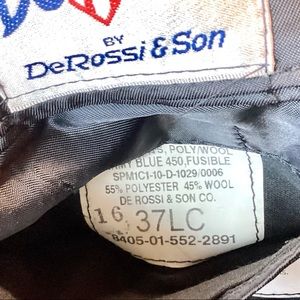 BY
DeRossi & Son
POLY/WOOL
BLUE 450, FUSIBLE
SPM1C1-10-D-1029/0006
55% POLYESTER 45% WOOL
DE ROSSI & SON CO.
16 37LC
8405-01-552-2891